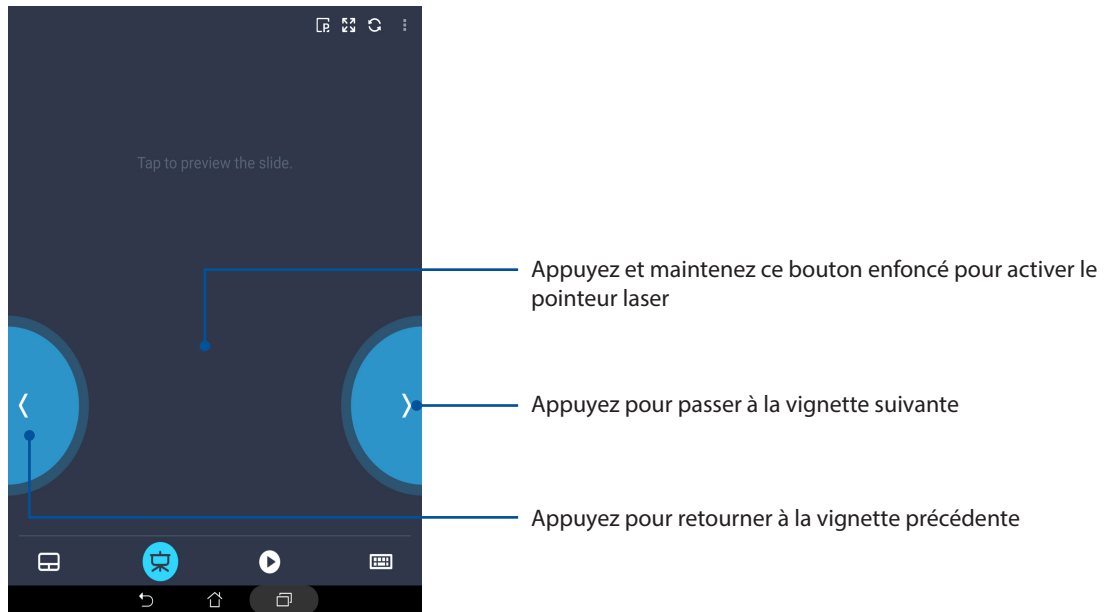 Tap to preview the slide.
Appuyez et maintenez ce bouton enfoncé pour activer le
pointeur laser
Appuyez pour passer à la vignette suivante
Appuyez pour retourner à la vignette précédente